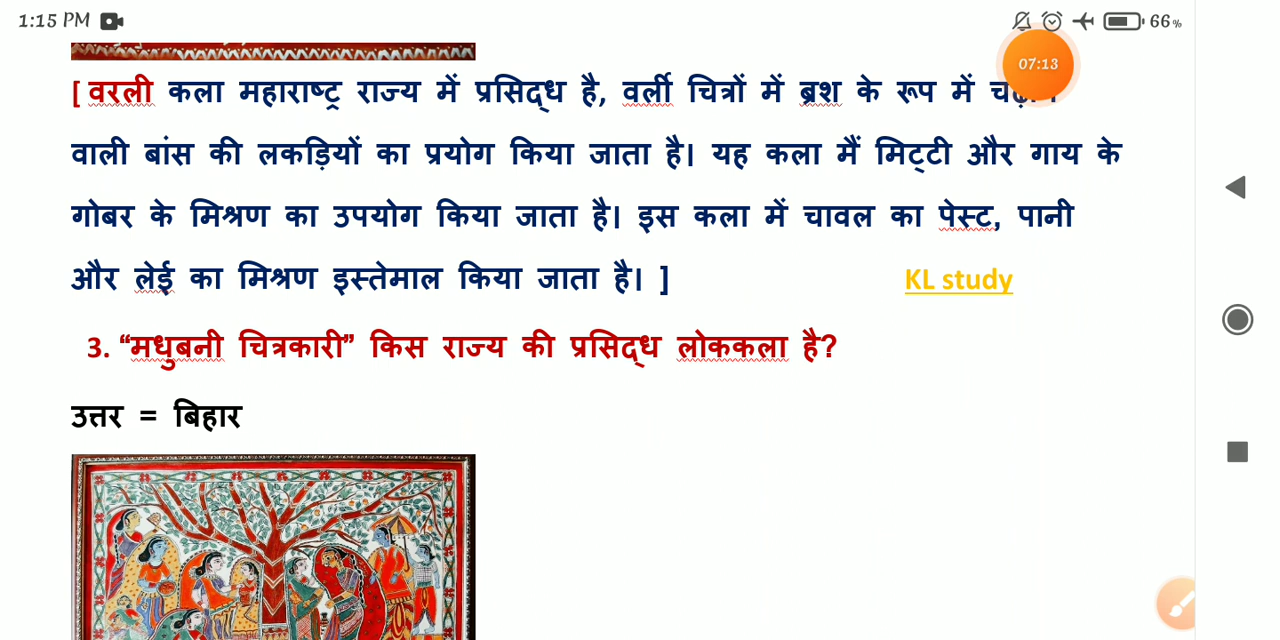 1:15 PM
66%
07:13
[ वरली कला महाराष्ट्र राज्य में प्रसिद्ध है, वर्ली चित्रों में ब्रश के रूप में
वाली बांस की लकड़ियों का प्रयोग किया जाता है। यह कला मैं मिट्टी और गाय के
गोबर के मिश्रण का उपयोग किया जाता है। इस कला में चावल का पेस्ट, पानी
और लेई का मिश्रण इस्तेमाल किया जाता है। ] KL study
3. “मधुबनी चित्रकारी” किस राज्य की प्रसिद्ध लोककला है?
उत्तर = बिहार